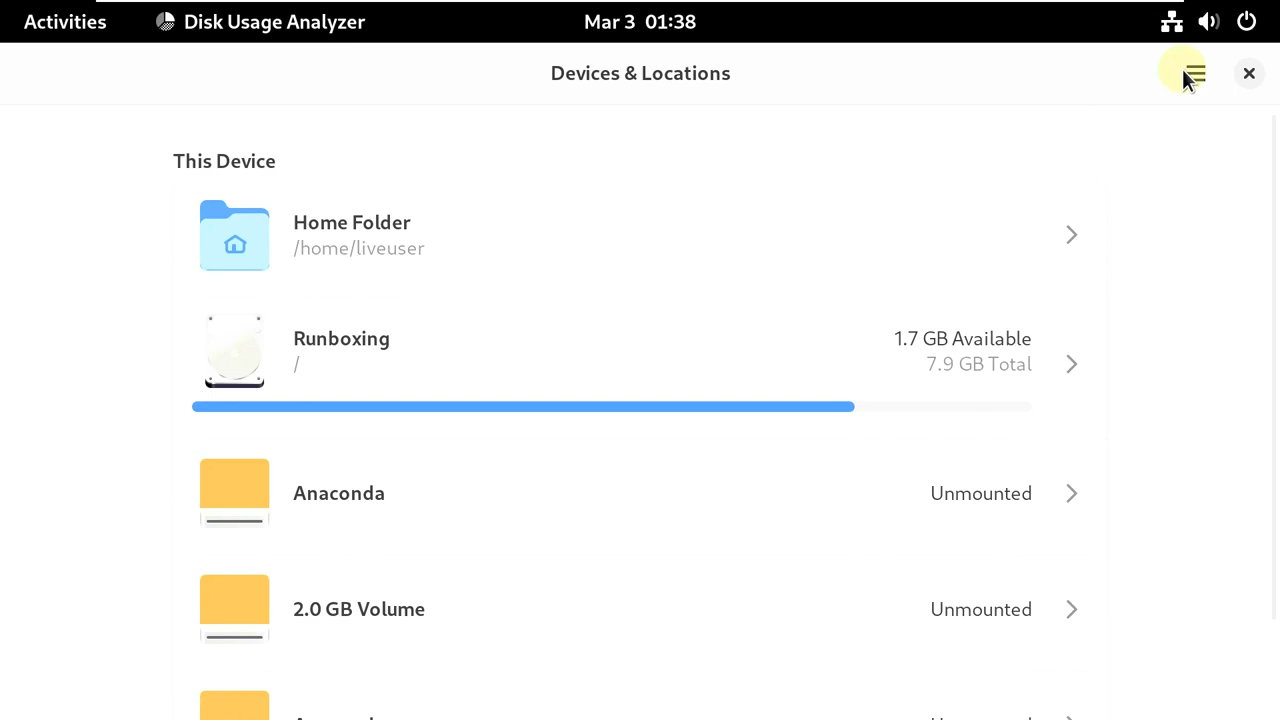 Activities Disk Usage Analyzer Mar 3 01:38
Devices & Locations
This Device
Home Folder
/home/liveuser
Runboxing 1.7 GB Available
/ 7.9 GB Total
Anaconda Unmounted
2.0 GB Volume Unmounted